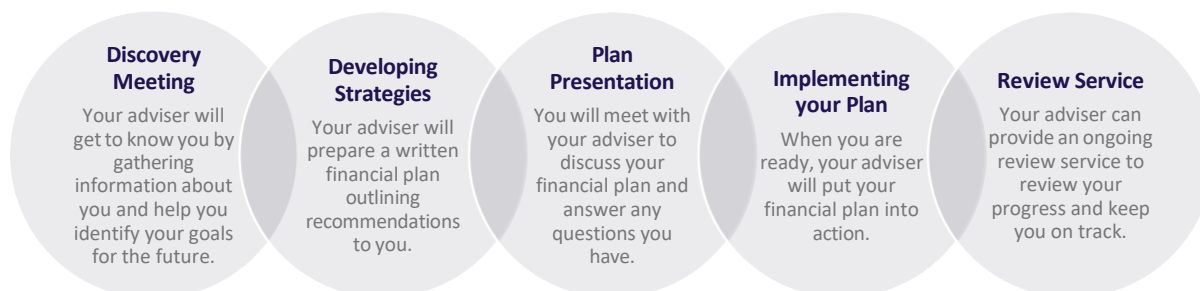 Discovery
Meeting
Your adviser will
get to know you by
gathering
information about
you and help you
identify your goals
for the future.
Developing
Strategies
Your adviser will
prepare a written
financial plan
outlining
recommendations
to you.
Plan
Presentation
You will meet with
your adviser to
discuss your
financial plan and
answer any
questions you
have.
Implementing
your Plan
When you are
ready, your adviser
will put your
financial plan into
action.
Review Service
Your adviser can
provide an ongoing
review service to
review your
progress and keep
you on track.